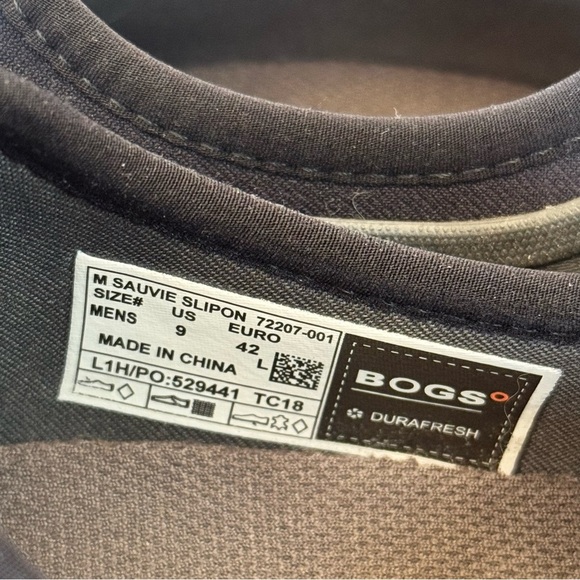 M SAUVIE SLIPON 72207-001
SIZE# US EURO
MENS 9 42
MADE IN CHINA L
L1H/PO:529441 TC18
BOGS
DURAFRESH